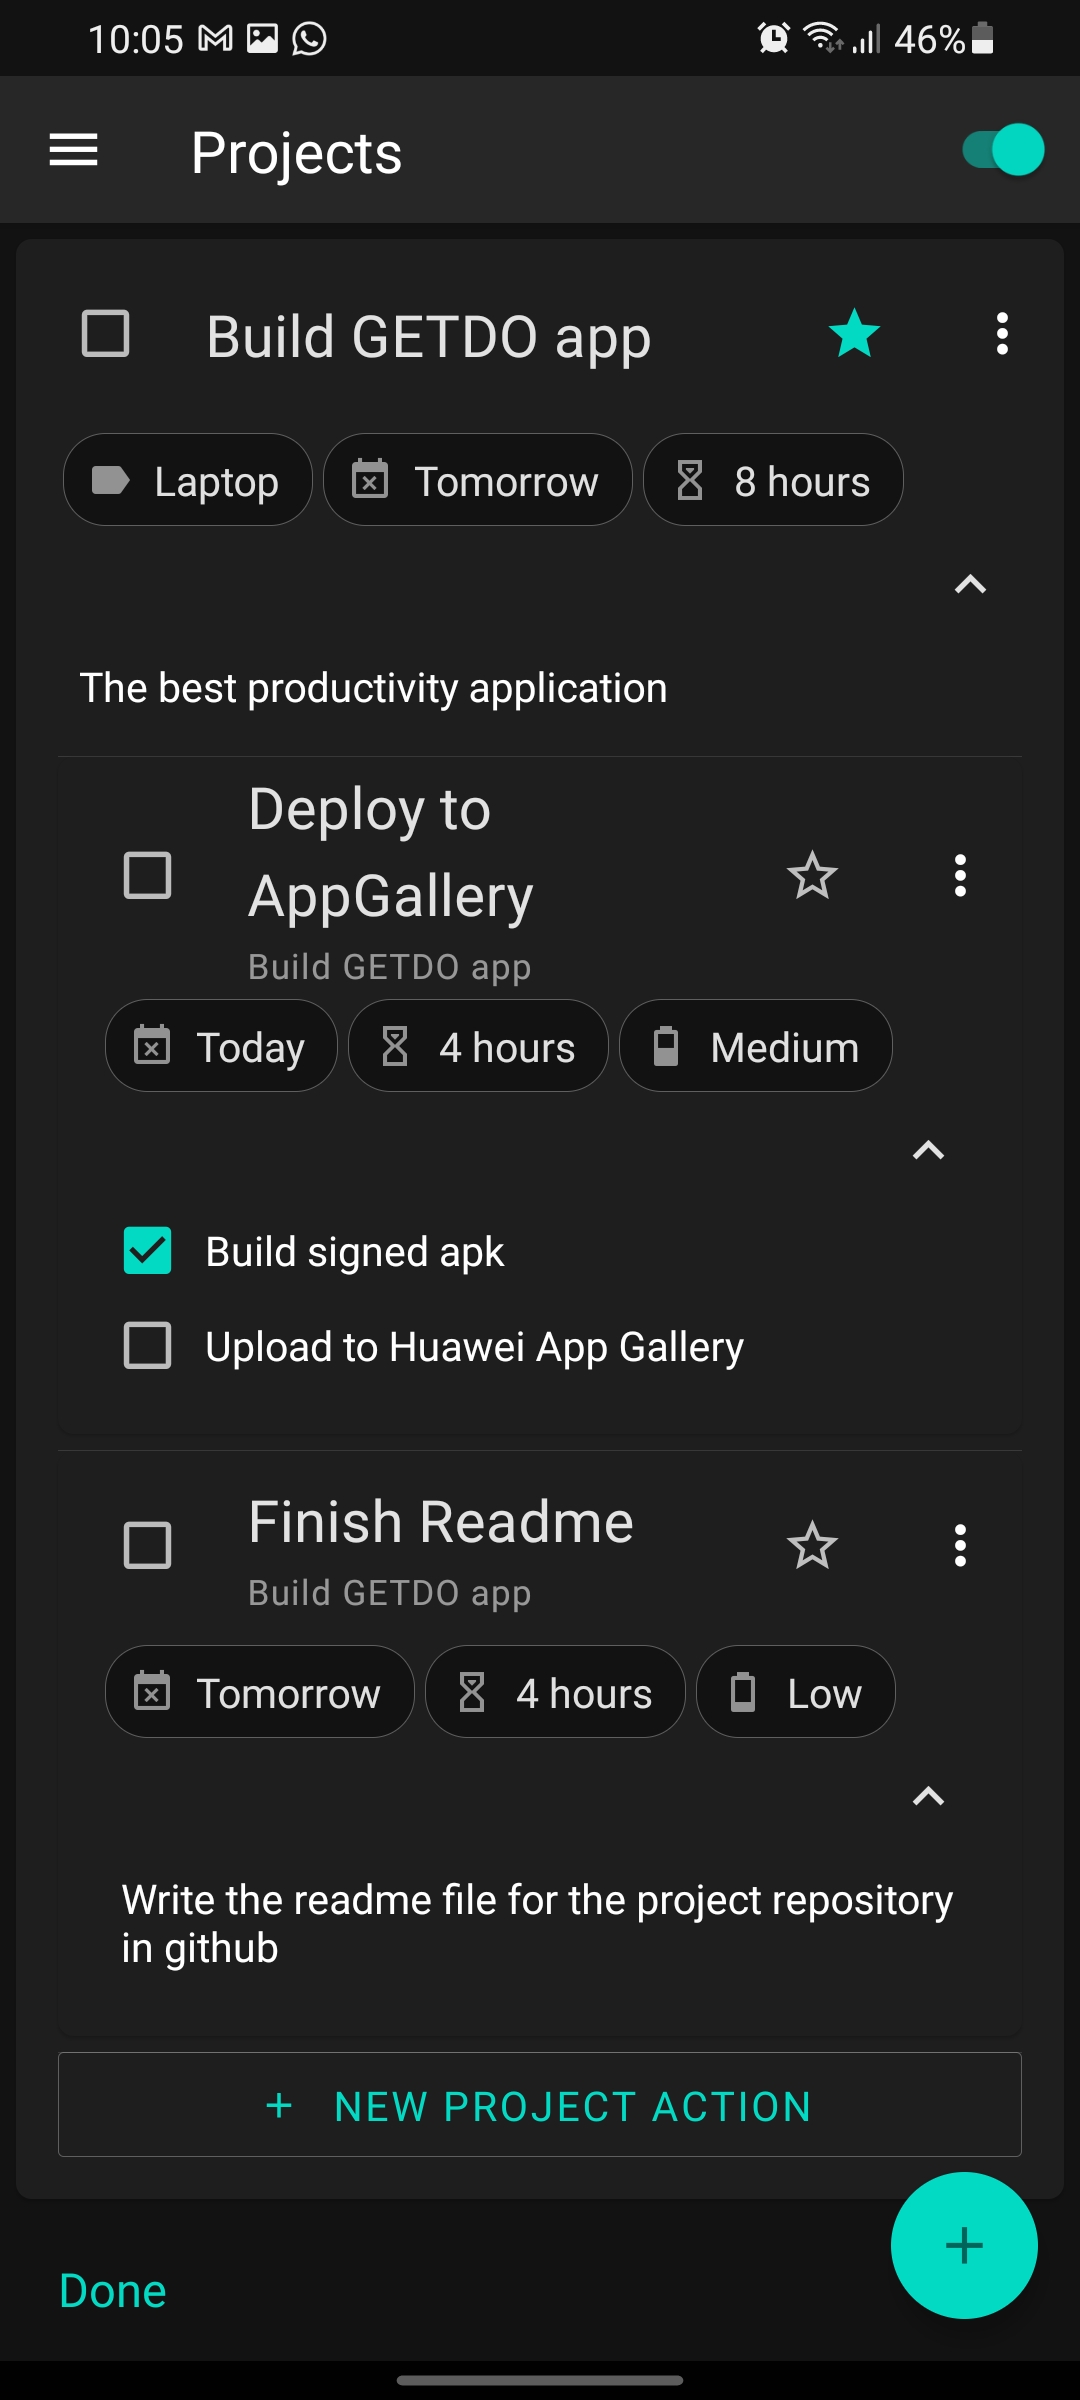 10:05 46%
Projects
Build GETDO app
Laptop Tomorrow 8 hours
The best productivity application
Deploy to
AppGallery
Build GETDO app
Today 4 hours Medium
Build signed apk
Upload to Huawei App Gallery
Finish Readme
Build GETDO app
Tomorrow 4 hours Low
Write the readme file for the project repository
in github
+ NEW PROJECT ACTION
Done